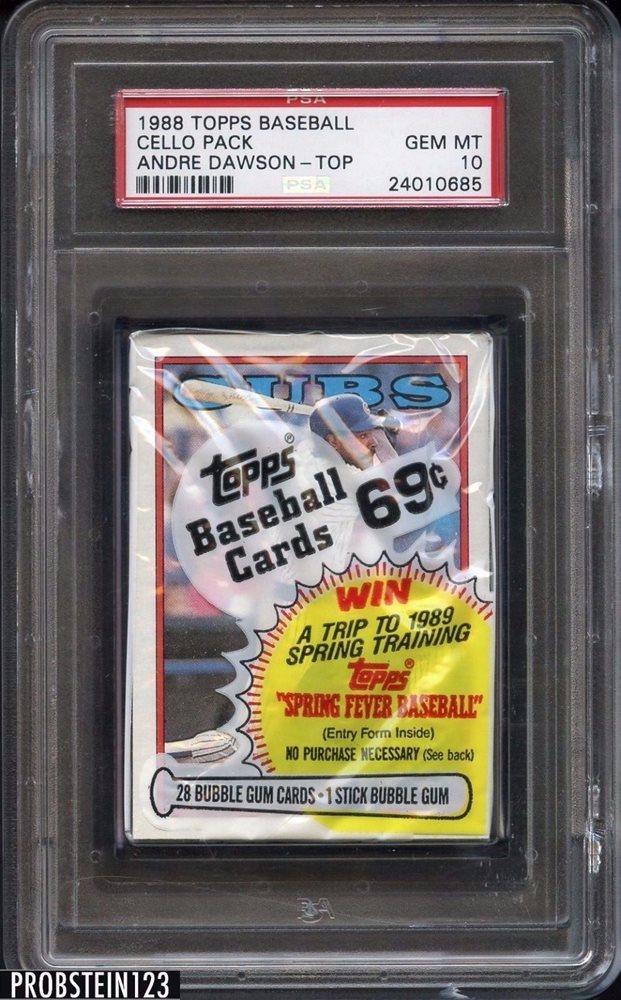 PSA
1988 TOPPS BASEBALL
CELLO PACK GEM MT
ANDRE DAWSON-TOP 10
PSA 24010685
CUBS
topps®
Baseball
Cards 69¢
WIN
A TRIP TO 1989
SPRING TRAINING
topps®
"SPRING FEVER BASEBALL"
(Entry Form Inside)
NO PURCHASE NECESSARY (See back)
28 BUBBLE GUM CARDS • 1 STICK BUBBLE GUM
PSA
PROBSTEIN123